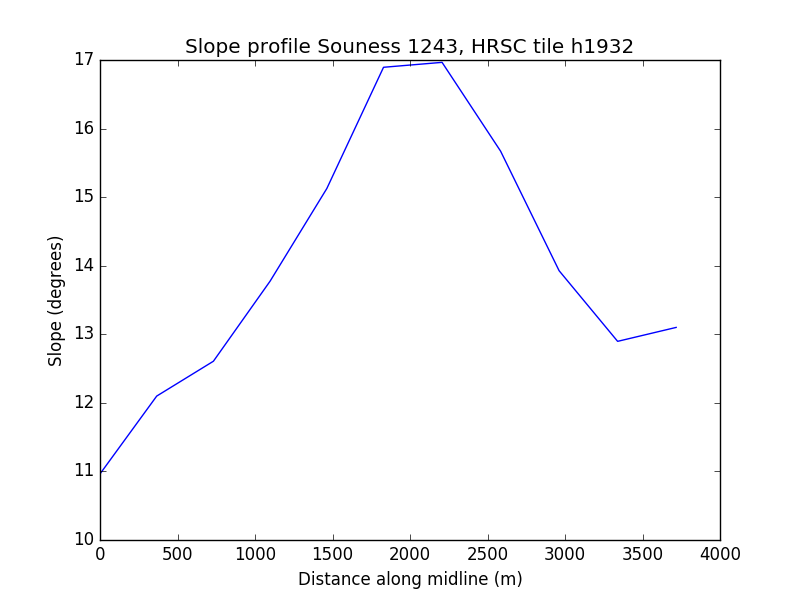 Slope profile Souness 1243, HRSC tile h1932
17
16
15
14
13
12
11
10
Slope (degrees)
0 500 1000 1500 2000 2500 3000 3500 4000
Distance along midline (m)